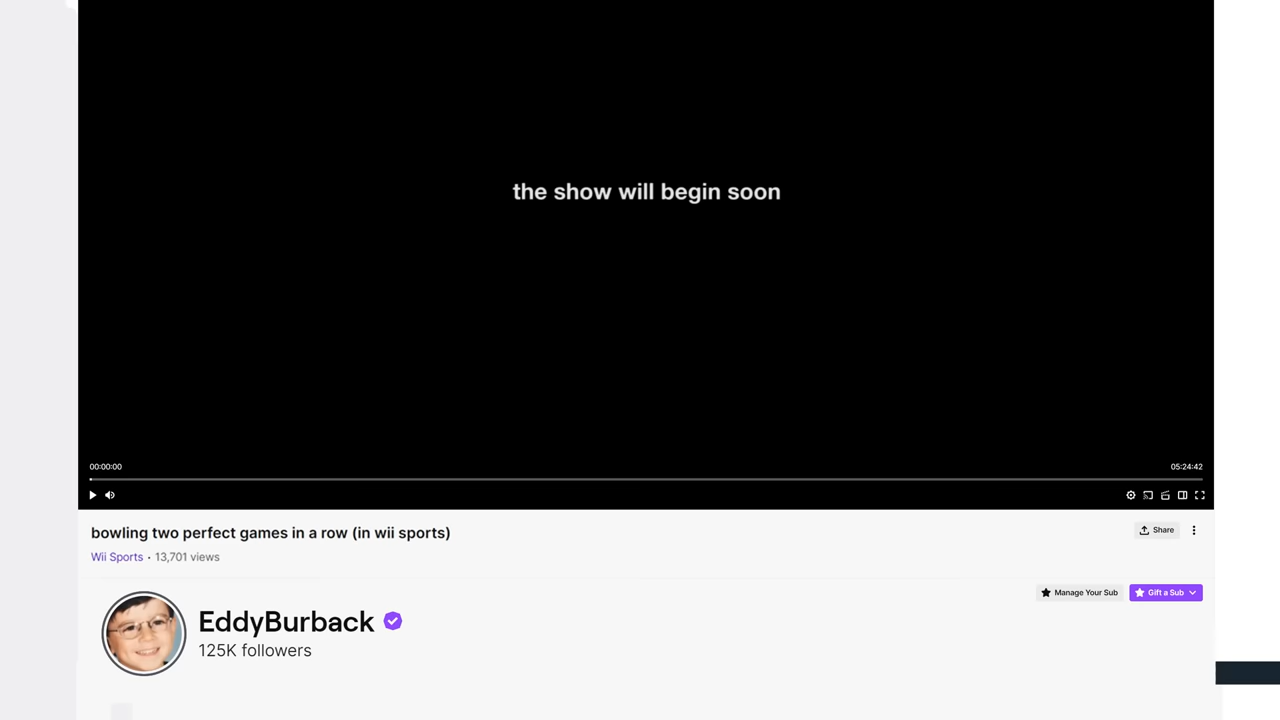 the show will begin soon
00:00:00
05:24:42
bowling two perfect games in a row (in wii sports)
Share
Wii Sports · 13,701 views
Manage Your Sub
Gift a Sub
EddyBurback
125K followers